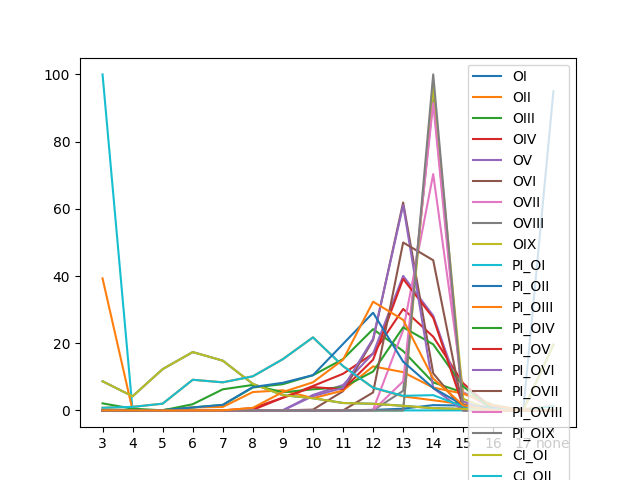 100
80
60
40
20
0
3 4 5 6 7 8 9 10 11 12 13 14 15 16 17 none
OI
OII
OIII
OIV
OV
OVI
OVII
OVIII
OIX
PI_OI
PI_OII
PI_OIII
PI_OIV
PI_OV
PI_OVI
PI_OVII
PI_OVIII
PI_OIX
CI_OI
CI_OII